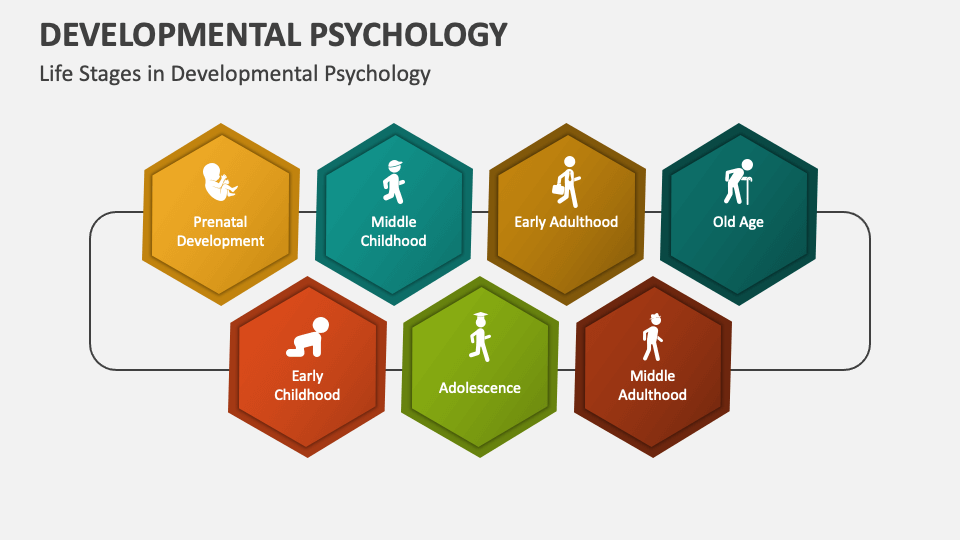 DEVELOPMENTAL PSYCHOLOGY
Life Stages in Developmental Psychology
Prenatal
Development
Middle
Childhood
Early Adulthood
Old Age
Early
Childhood
Adolescence
Middle
Adulthood